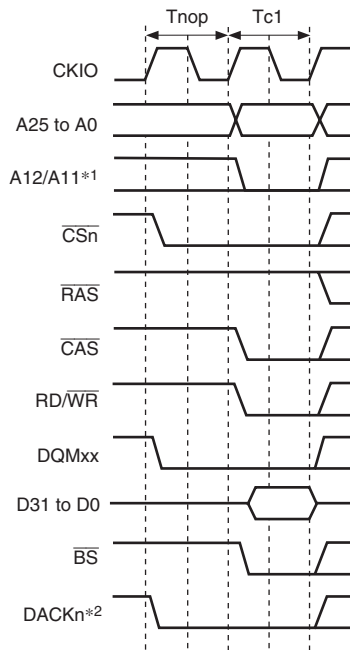 Tnop Tc1
CKIO
A25 to A0
A12/A11*1
CSn
RAS
CAS
RD/WR
DQMxx
D31 to D0
BS
DACKn*2